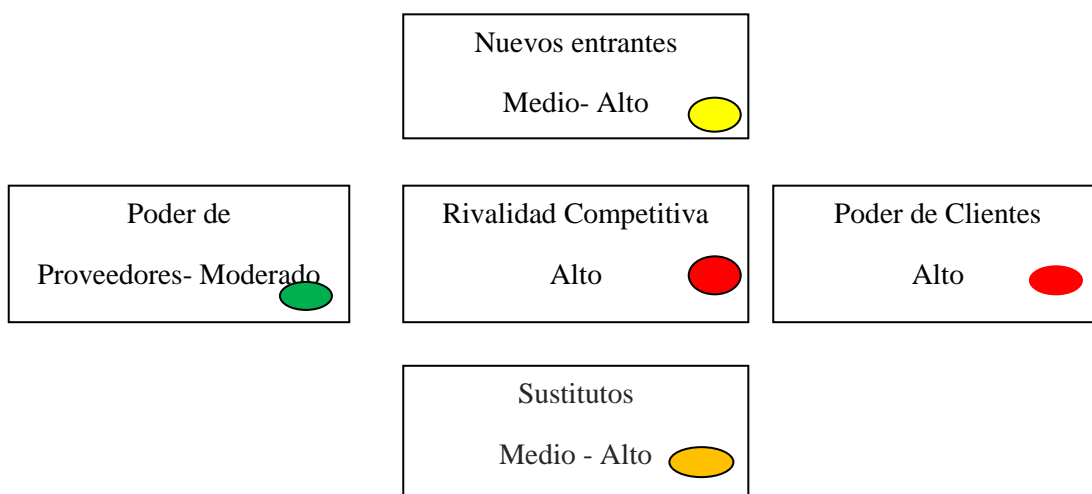 Nuevos entrantes
Medio- Alto
Poder de
Proveedores- Moderado
Rivalidad Competitiva
Alto
Poder de Clientes
Alto
Sustitutos
Medio - Alto